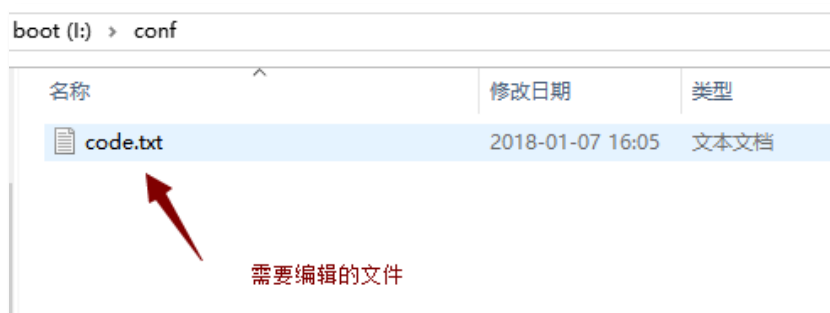 boot (I:) > conf
名称 修改日期 类型
code.txt 2018-01-07 16:05 文本文档
需要编辑的文件